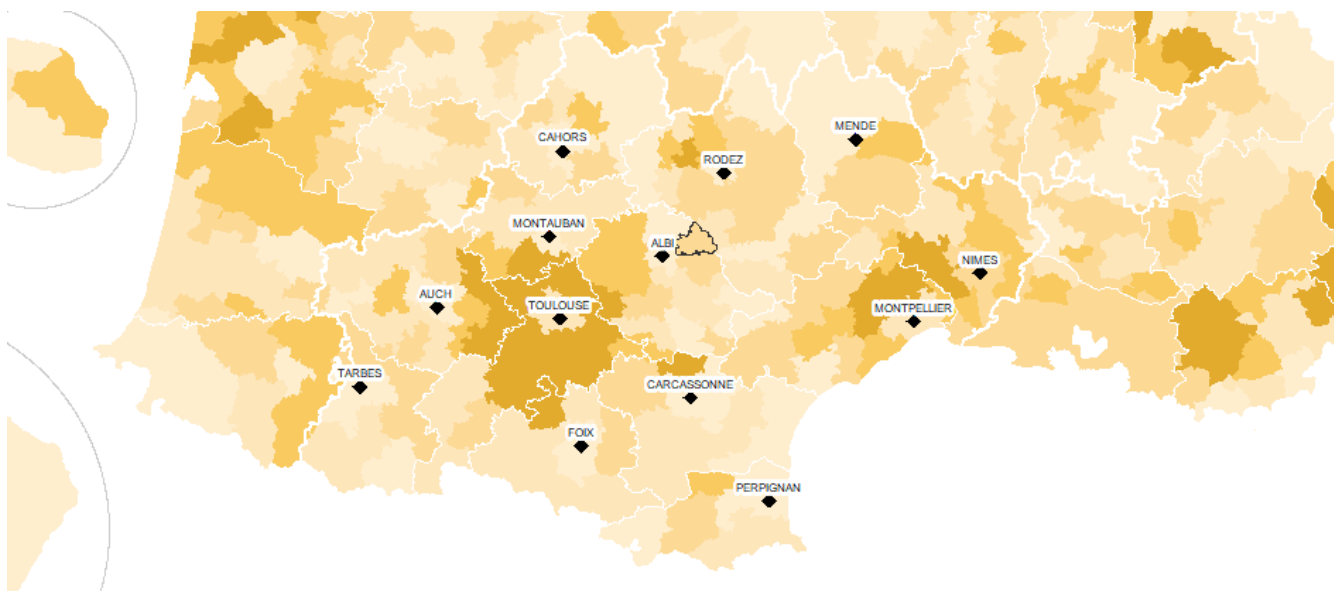 MENDE
CAHORS
RODEZ
MONTAUBAN
ALBI
NIMES
AUCH
TOULOUSE
MONTPELLIER
TARBES
CARCASSONNE
FOIX
PERPIGNAN